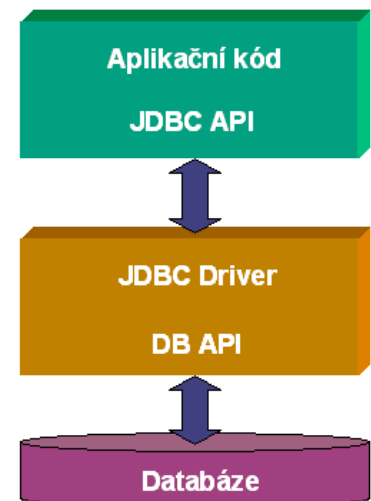 Aplikační kód
JDBC API
JDBC Driver
DB API
Databáze